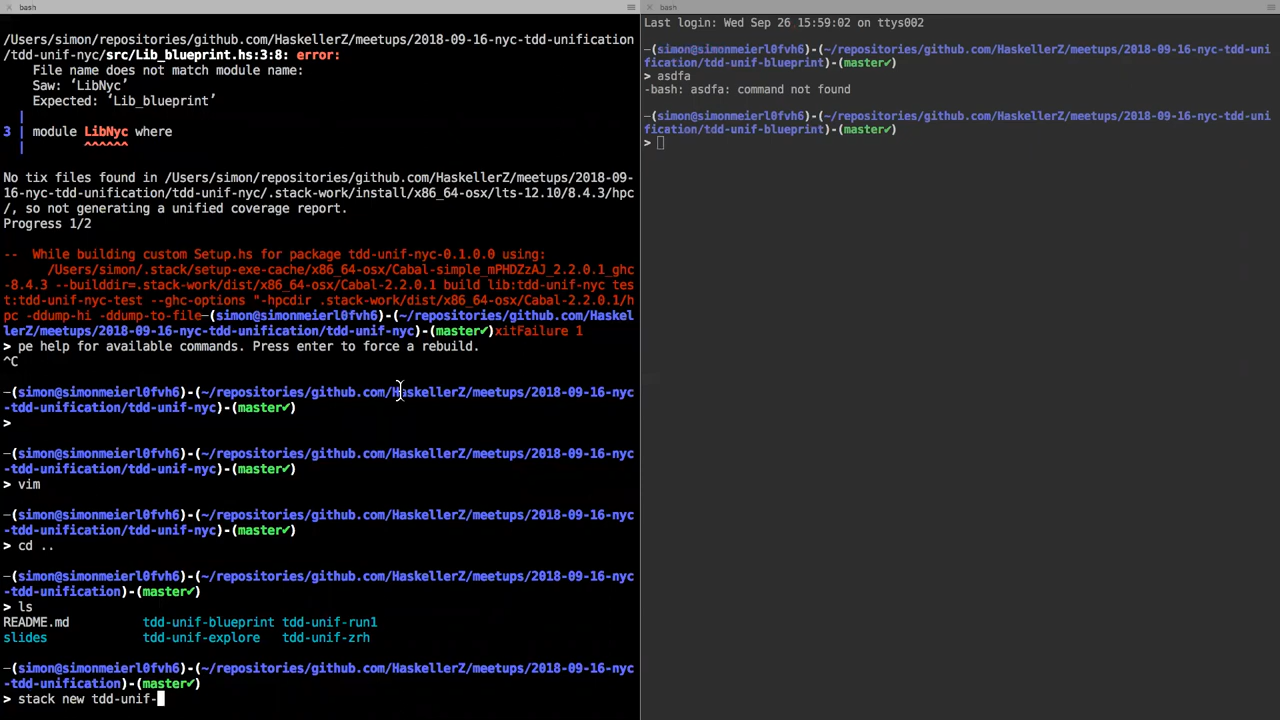 bash
/Users/simon/repositories/github.com/HaskellerZ/meetups/2018-09-16-nyc-tdd-unification
/tdd-unif-nyc/src/Lib_blueprint.hs:3:8: error:
    File name does not match module name:
    Saw: ‘LibNyc’
    Expected: ‘Lib_blueprint’
  |
3 | module LibNyc where
  |        ^^^^^^
No tix files found in /Users/simon/repositories/github.com/HaskellerZ/meetups/2018-09-
16-nyc-tdd-unification/tdd-unif-nyc/.stack-work/install/x86_64-osx/lts-12.10/8.4.3/hpc
/, so not generating a unified coverage report.
Progress 1/2
--  While building custom Setup.hs for package tdd-unif-nyc-0.1.0.0 using:
      /Users/simon/.stack/setup-exe-cache/x86_64-osx/Cabal-simple_mPHDZzAJ_2.2.0.1_ghc
-8.4.3 --builddir=.stack-work/dist/x86_64-osx/Cabal-2.2.0.1 build lib:tdd-unif-nyc tes
t:tdd-unif-nyc-test --ghc-options "-hpcdir .stack-work/dist/x86_64-osx/Cabal-2.2.0.1/h
pc -ddump-hi -ddump-to-file—(simon@simonmeierl0fvh6)-(~/repositories/github.com/Haskel
lerZ/meetups/2018-09-16-nyc-tdd-unification/tdd-unif-nyc)-(master✔)xitFailure 1
> pe help for available commands. Press enter to force a rebuild.
^C
—(simon@simonmeierl0fvh6)-(~/repositories/github.com/HaskellerZ/meetups/2018-09-16-nyc
-tdd-unification/tdd-unif-nyc)-(master✔)
>
—(simon@simonmeierl0fvh6)-(~/repositories/github.com/HaskellerZ/meetups/2018-09-16-nyc
-tdd-unification/tdd-unif-nyc)-(master✔)
> vim
—(simon@simonmeierl0fvh6)-(~/repositories/github.com/HaskellerZ/meetups/2018-09-16-nyc
-tdd-unification/tdd-unif-nyc)-(master✔)
> cd ..
—(simon@simonmeierl0fvh6)-(~/repositories/github.com/HaskellerZ/meetups/2018-09-16-nyc
-tdd-unification)-(master✔)
> ls
README.md          tdd-unif-blueprint tdd-unif-run1
slides             tdd-unif-explore   tdd-unif-zrh
—(simon@simonmeierl0fvh6)-(~/repositories/github.com/HaskellerZ/meetups/2018-09-16-nyc
-tdd-unification)-(master✔)
> stack new tdd-unif-
bash
Last login: Wed Sep 26 15:59:02 on ttys002
—(simon@simonmeierl0fvh6)-(~/repositories/github.com/HaskellerZ/meetups/2018-09-16-nyc-tdd-uni
fication/tdd-unif-blueprint)-(master✔)
> asdfa
-bash: asdfa: command not found
—(simon@simonmeierl0fvh6)-(~/repositories/github.com/HaskellerZ/meetups/2018-09-16-nyc-tdd-uni
fication/tdd-unif-blueprint)-(master✔)
>